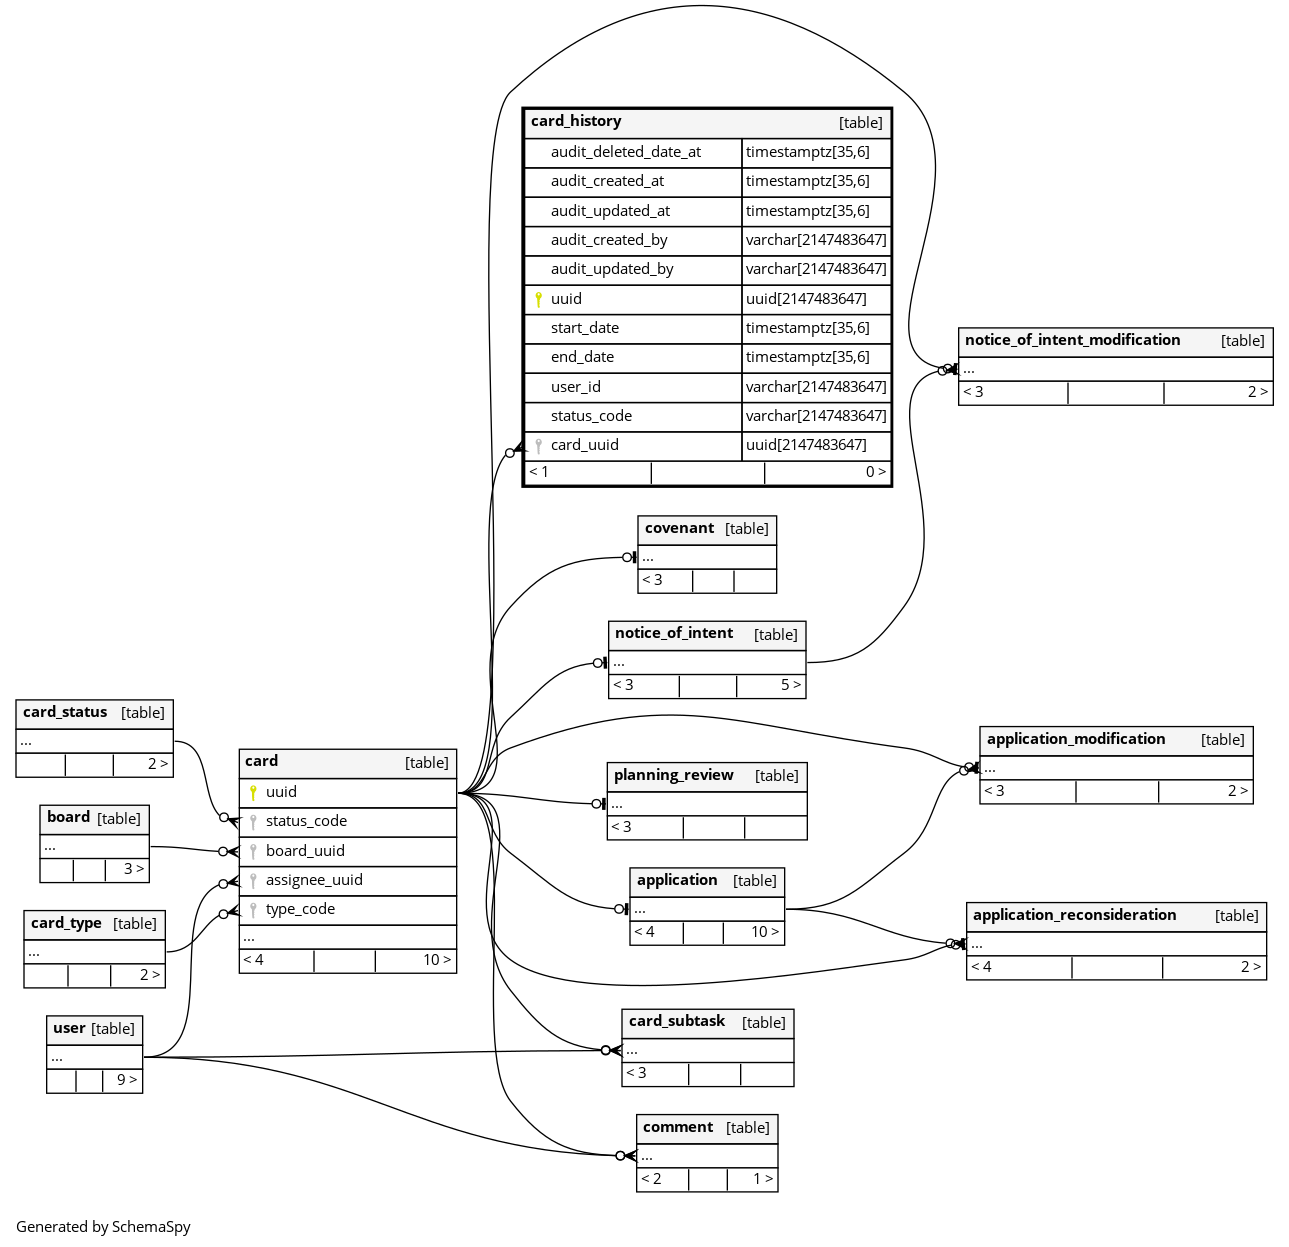 card_history [table]
audit_deleted_date_at timestamptz[35,6]
audit_created_at timestamptz[35,6]
audit_updated_at timestamptz[35,6]
audit_created_by varchar[2147483647]
audit_updated_by varchar[2147483647]
uuid uuid[2147483647]
start_date timestamptz[35,6]
end_date timestamptz[35,6]
user_id varchar[2147483647]
status_code varchar[2147483647]
card_uuid uuid[2147483647]
< 1 0 >
notice_of_intent_modification [table]
...
< 3 2 >
covenant [table]
...
< 3
notice_of_intent [table]
...
< 3 5 >
card_status [table]
...
2 >
board [table]
...
3 >
card_type [table]
...
2 >
user [table]
...
9 >
card [table]
uuid
status_code
board_uuid
assignee_uuid
type_code
...
< 4 10 >
planning_review [table]
...
< 3
application [table]
...
< 4 10 >
application_modification [table]
...
< 3 2 >
application_reconsideration [table]
...
< 4 2 >
card_subtask [table]
...
< 3
comment [table]
...
< 2 1 >
Generated by SchemaSpy